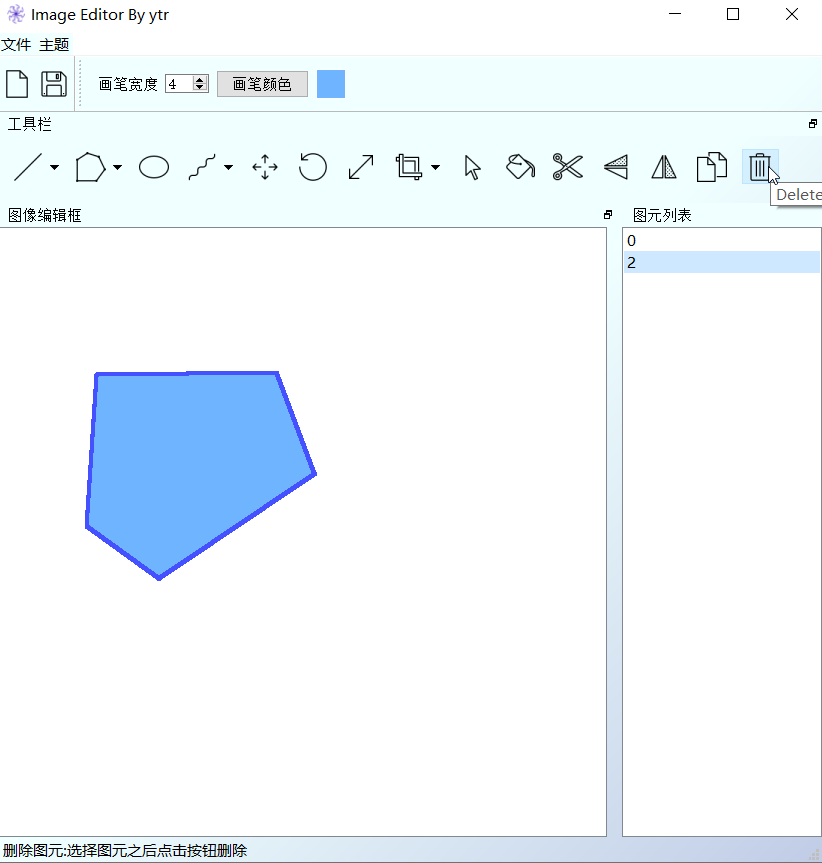 Image Editor By ytr
文件 主题
画笔宽度 4 画笔颜色
工具栏
Delete
图像编辑框
图元列表
0
2
删除图元:选择图元之后点击按钮删除